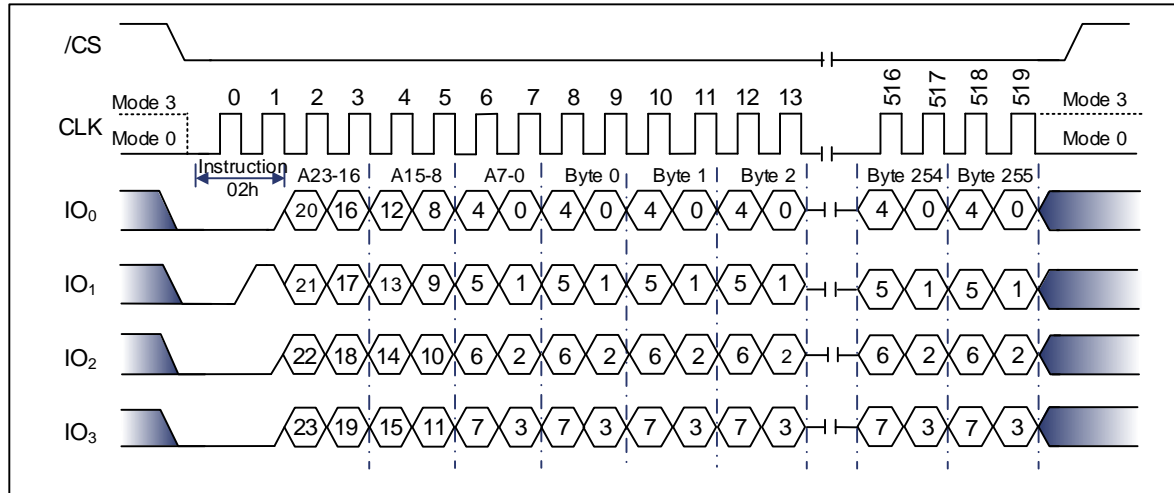 /CS
0 1 2 3 4 5 6 7 8 9 10 11 12 13 516 517 518 519
Mode 3 Mode 3
CLK
Mode 0 Mode 0
Instruction A23-16 A15-8 A7-0 Byte 0 Byte 1 Byte 2 Byte 254 Byte 255
02h
IO0 20 16 12 8 4 0 4 0 4 0 4 0 4 0 4 0
IO1 21 17 13 9 5 1 5 1 5 1 5 1 5 1 5 1
IO2 22 18 14 10 6 2 6 2 6 2 6 2 6 2 6 2
IO3 23 19 15 11 7 3 7 3 7 3 7 3 7 3 7 3